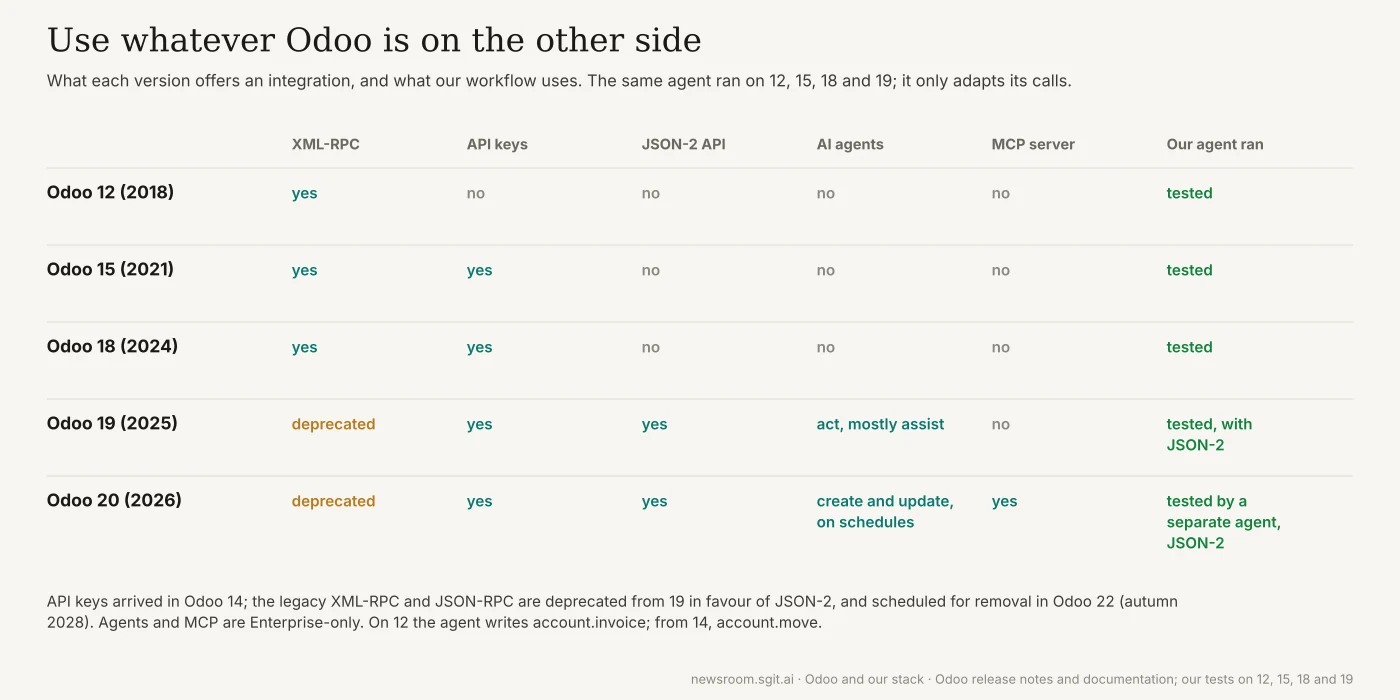 Use whatever Odoo is on the other side
What each version offers an integration, and what our workflow uses. The same agent ran on 12, 15, 18 and 19; it only adapts its calls.
XML-RPC API keys JSON-2 API AI agents MCP server Our agent ran
Odoo 12 (2018) yes no no no no tested
Odoo 15 (2021) yes yes no no no tested
Odoo 18 (2024) yes yes no no no tested
Odoo 19 (2025) deprecated yes yes act, mostly assist no tested, with
JSON-2
Odoo 20 (2026) deprecated yes yes create and update, yes tested by a
on schedules separate agent,
JSON-2
API keys arrived in Odoo 14; the legacy XML-RPC and JSON-RPC are deprecated from 19 in favour of JSON-2, and scheduled for removal in Odoo 22 (autumn
2028). Agents and MCP are Enterprise-only. On 12 the agent writes account.invoice; from 14, account.move.
newsroom.sgit.ai · Odoo and our stack · Odoo release notes and documentation; our tests on 12, 15, 18 and 19